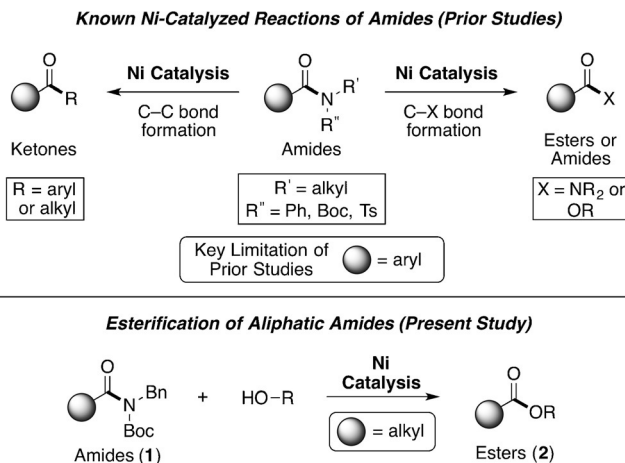 Known Ni-Catalyzed Reactions of Amides (Prior Studies)
O
R
Ni Catalysis
C–C bond
formation
O
N
R'
R"
Ni Catalysis
C–X bond
formation
O
X
Ketones
Amides
Esters or
Amides
R = aryl
or alkyl
R' = alkyl
R" = Ph, Boc, Ts
X = NR2 or
OR
Key Limitation of
Prior Studies
= aryl
Esterification of Aliphatic Amides (Present Study)
O
N
Bn
Boc
+
HO–R
Ni
Catalysis
= alkyl
O
OR
Amides (1)
Esters (2)